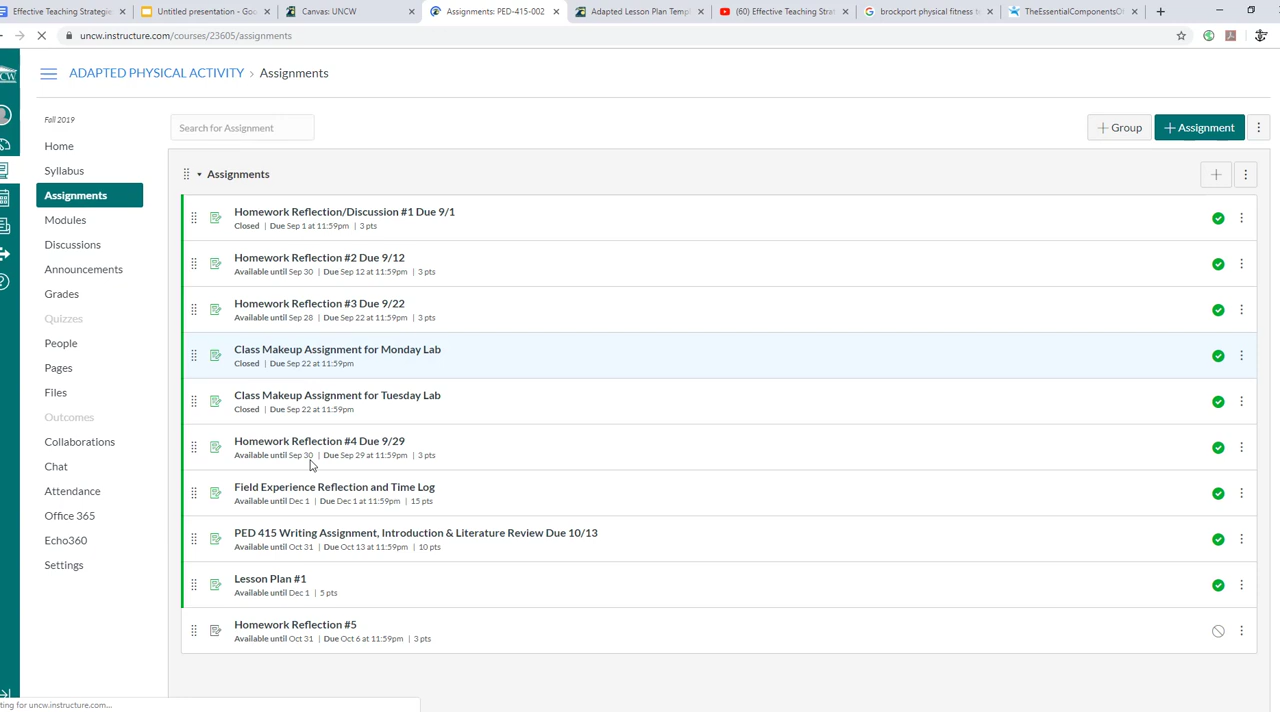 Effective Teaching Strategie
Untitled presentation - Goo
Canvas: UNCW
Assignments: PED-415-002
Adapted Lesson Plan Templ
(60) Effective Teaching Strat
brockport physical fitness t
TheEssentialComponentsO
uncw.instructure.com/courses/23605/assignments
CW
ADAPTED PHYSICAL ACTIVITY > Assignments
Fall 2019
Home
Syllabus
Assignments
Modules
Discussions
Announcements
Grades
Quizzes
People
Pages
Files
Outcomes
Collaborations
Chat
Attendance
Office 365
Echo360
Settings
Search for Assignment
+ Group
+ Assignment
Assignments
Homework Reflection/Discussion #1 Due 9/1
Closed | Due Sep 1 at 11:59pm | 3 pts
Homework Reflection #2 Due 9/12
Available until Sep 30 | Due Sep 12 at 11:59pm | 3 pts
Homework Reflection #3 Due 9/22
Available until Sep 28 | Due Sep 22 at 11:59pm | 3 pts
Class Makeup Assignment for Monday Lab
Closed | Due Sep 22 at 11:59pm
Class Makeup Assignment for Tuesday Lab
Closed | Due Sep 22 at 11:59pm
Homework Reflection #4 Due 9/29
Available until Sep 30 | Due Sep 29 at 11:59pm | 3 pts
Field Experience Reflection and Time Log
Available until Dec 1 | Due Dec 1 at 11:59pm | 15 pts
PED 415 Writing Assignment, Introduction & Literature Review Due 10/13
Available until Oct 31 | Due Oct 13 at 11:59pm | 10 pts
Lesson Plan #1
Available until Dec 1 | 5 pts
Homework Reflection #5
Available until Oct 31 | Due Oct 6 at 11:59pm | 3 pts
ting for uncw.instructure.com...